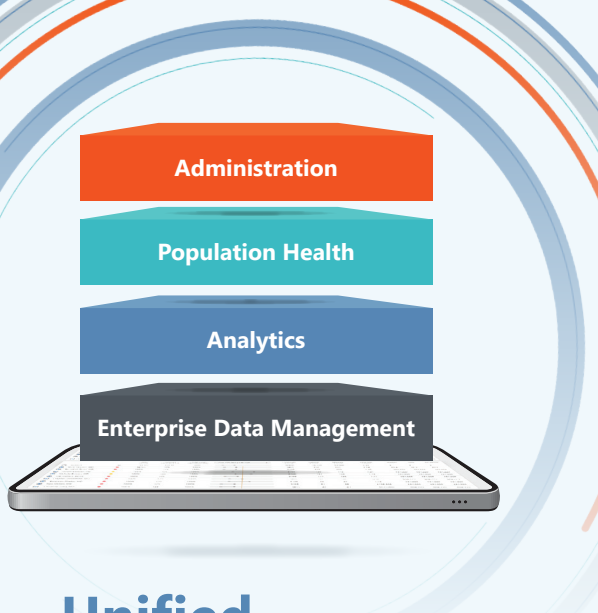 Administration
Population Health
Analytics
Enterprise Data Management
Unified